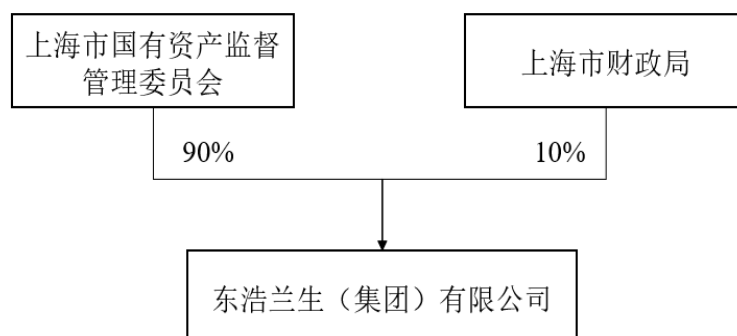 上海市国有资产监督
管理委员会
上海市财政局
90%
10%
东浩兰生（集团）有限公司